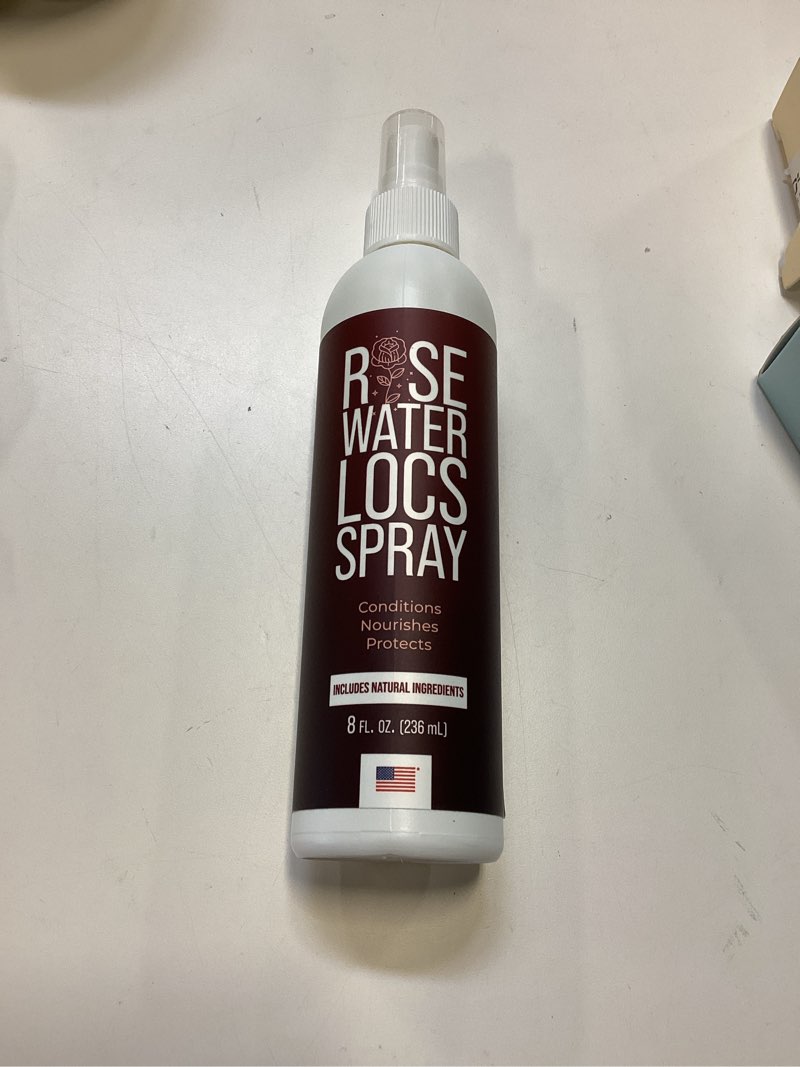 ROSE
WATER
LOCS
SPRAY
Conditions
Nourishes
Protects
INCLUDES NATURAL INGREDIENTS
8 FL. OZ. (236 mL)